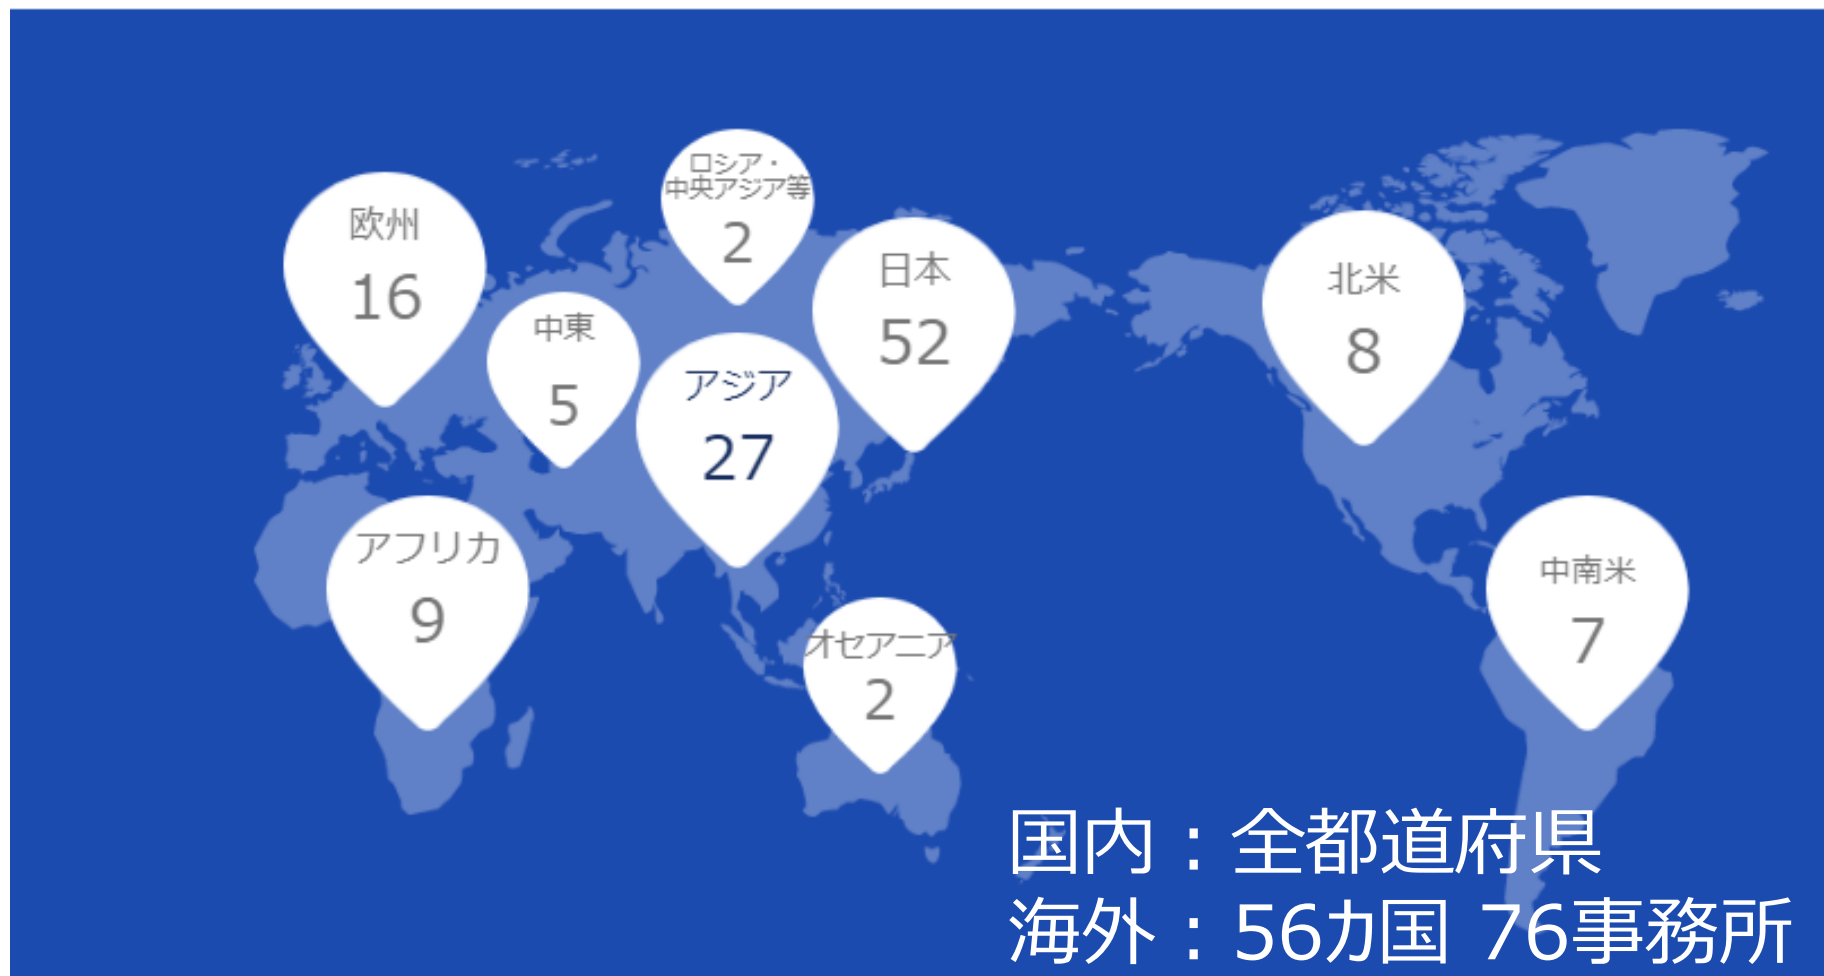 ロシア・
中央アジア等
2
欧州
16
日本
52
北米
8
中東
5
アジア
27
アフリカ
9
中南米
7
オセアニア
2
国内：全都道府県
海外：56カ国 76事務所